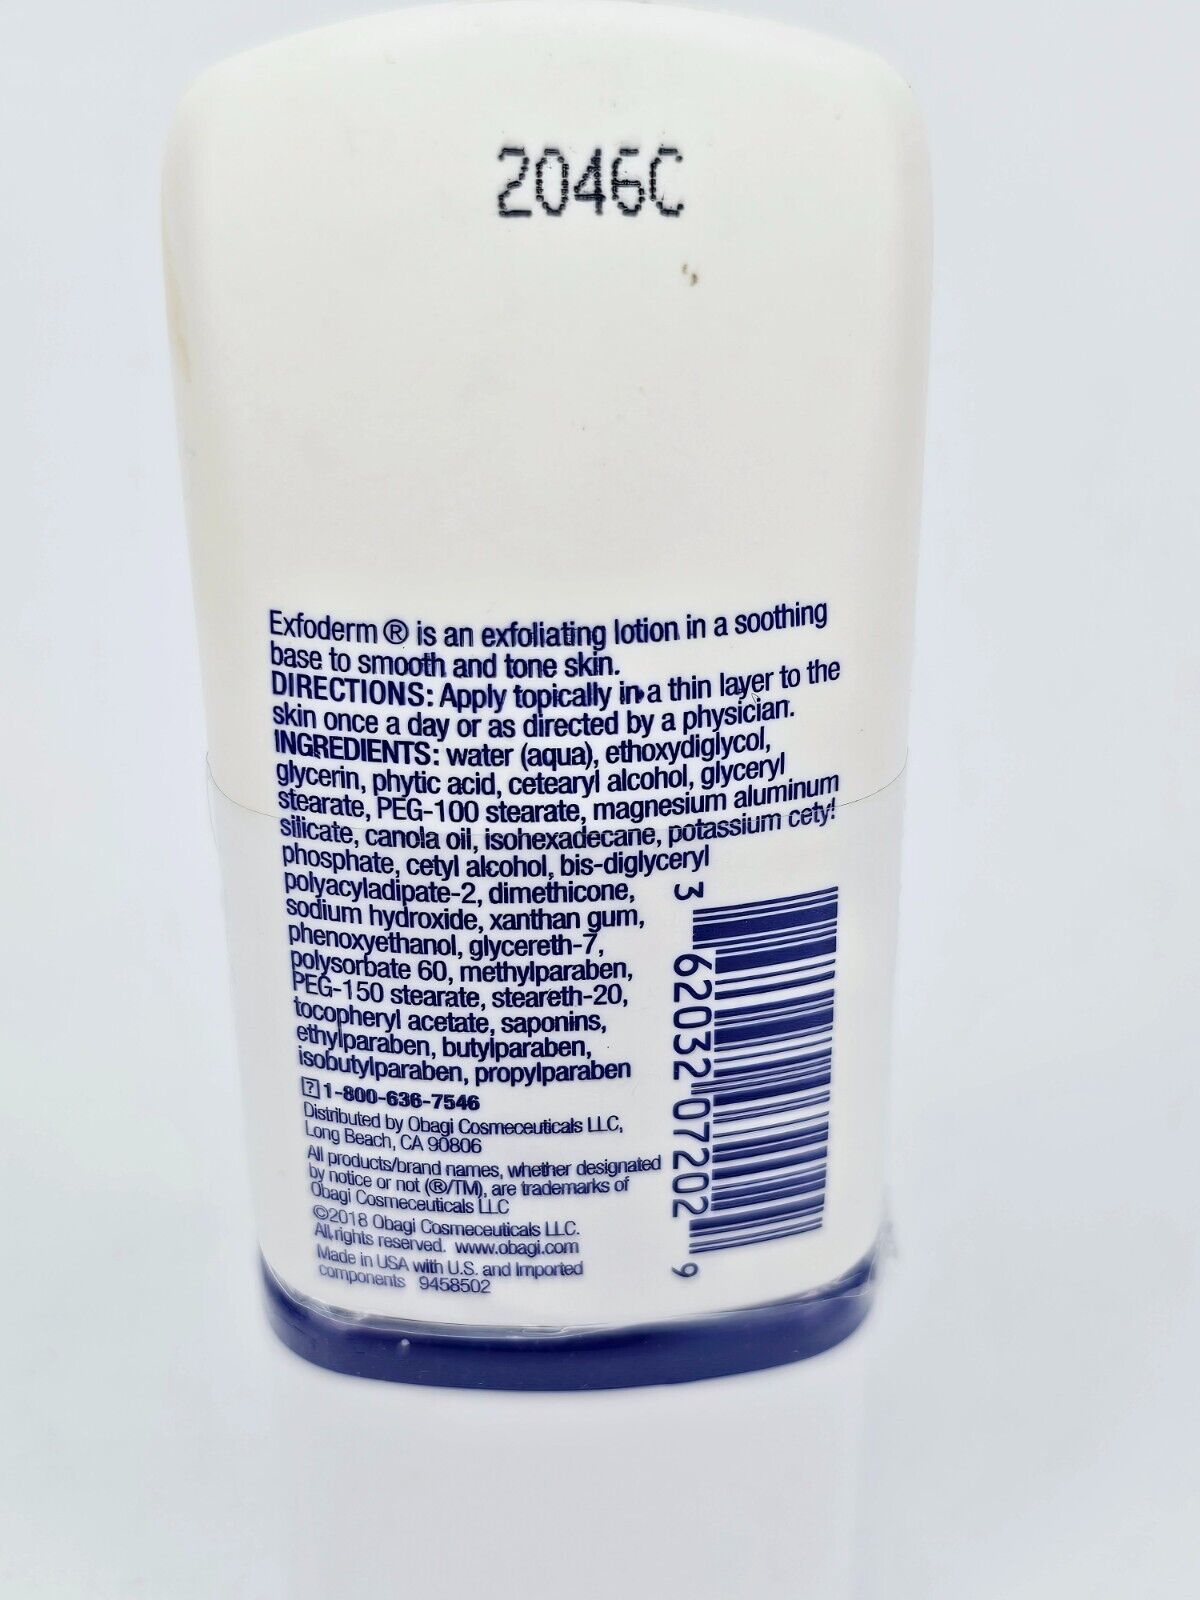 2046C
Exfoderm ® is an exfoliating lotion in a soothing
base to smooth and tone skin.
DIRECTIONS: Apply topically in a thin layer to the
skin once a day or as directed by a physician.
INGREDIENTS: water (aqua), ethoxydiglycol,
glycerin, phytic acid, cetearyl alcohol, glyceryl
stearate, PEG-100 stearate, magnesium aluminum
silicate, canola oil, isohexadecane, potassium cetyl
phosphate, cetyl alcohol, bis-diglyceryl
polyacyladipate-2, dimethicone,
sodium hydroxide, xanthan gum,
phenoxyethanol, glycereth-7,
polysorbate 60, methylparaben,
PEG-150 stearate, steareth-20,
tocopheryl acetate, saponins,
ethylparaben, butylparaben,
isobutylparaben, propylparaben
? 1-800-636-7546
Distributed by Obagi Cosmeceuticals LLC,
Long Beach, CA 90806
All products/brand names, whether designated
by notice or not (®/TM), are trademarks of
Obagi Cosmeceuticals LLC
©2018 Obagi Cosmeceuticals LLC.
All rights reserved. www.obagi.com
Made in USA with U.S. and Imported
components 9458502
3 62032 07202 9